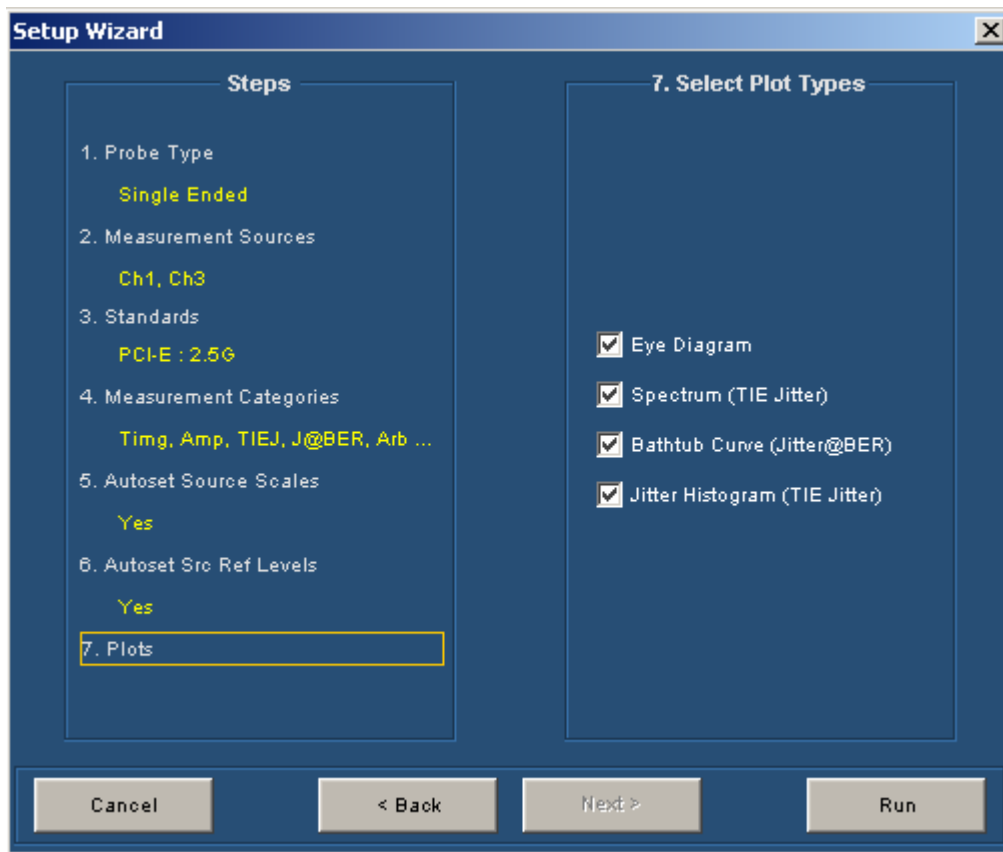 Setup Wizard
Steps
1. Probe Type
Single Ended
2. Measurement Sources
Ch1, Ch3
3. Standards
PCI-E : 2.5G
4. Measurement Categories
Timg, Amp, TIEJ, J@BER, Arb ...
5. Autoset Source Scales
Yes
6. Autoset Src Ref Levels
Yes
7. Plots
7. Select Plot Types
Eye Diagram
Spectrum (TIE Jitter)
Bathtub Curve (Jitter@BER)
Jitter Histogram (TIE Jitter)
Cancel
< Back
Next >
Run